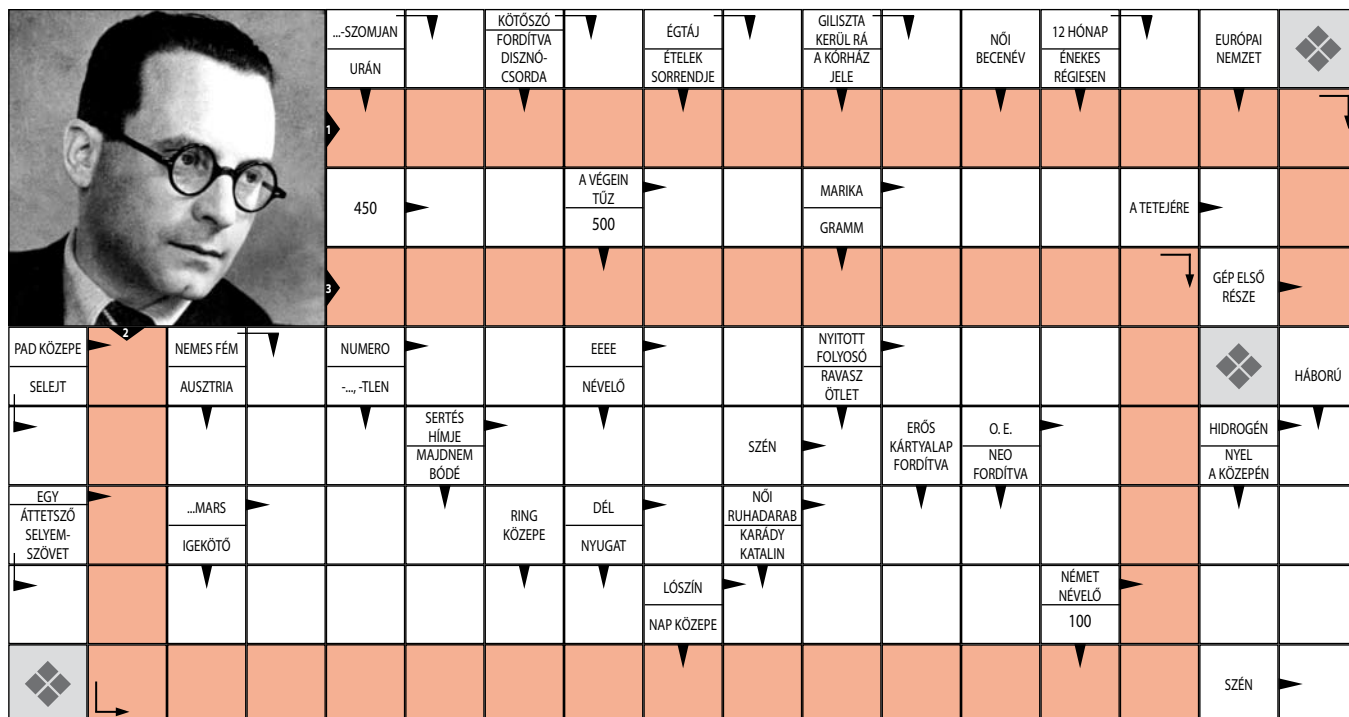 ...-SZOMJAN
URÁN
KÖTŐSZÓ
FORDÍTVA
DISZNÓ-
CSORDA
ÉGTÁJ
ÉTELEK
SORRENDJE
GILISZTA
KERÜL RÁ
A KÓRHÁZ
JELE
NŐI
BECENÉV
12 HÓNAP
ÉNEKES
RÉGIESEN
EURÓPAI
NEMZET
1
450
A VÉGEIN
TŰZ
500
MARIKA
GRAMM
A TETEJÉRE
3
GÉP ELSŐ
RÉSZE
2
PAD KÖZEPE
SELEJT
NEMES FÉM
AUSZTRIA
NUMERO
-..., -TLEN
EEEE
NÉVELŐ
NYITOTT
FOLYOSÓ
RAVASZ
ÖTLET
HÁBORÚ
SERTÉS
HÍMJE
MAJDNEM
BÓDÉ
SZÉN
ERŐS
KÁRTYALAP
FORDÍTVA
O. E.
NEO
FORDÍTVA
HIDROGÉN
NYEL
A KÖZEPÉN
EGY
ÁTTETSZŐ
SELYEM-
SZÖVET
...MARS
IGEKÖTŐ
RING
KÖZEPE
DÉL
NYUGAT
NŐI
RUHADARAB
KARÁDY
KATALIN
LÓSZÍN
NAP KÖZEPE
NÉMET
NÉVELŐ
100
SZÉN